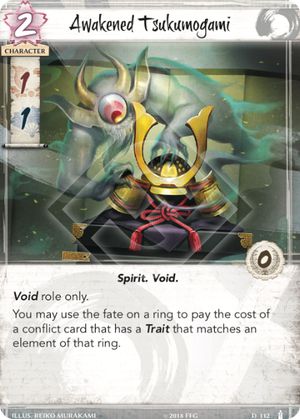 2
Awakened Tsukumogami
CHARACTER
1
1
0
Spirit. Void.
Void role only.
You may use the fate on a ring to pay the cost
of a conflict card that has a Trait that matches an
element of that ring.
ILLUS. REIKO MURAKAMI
© 2018 FFG
D 112